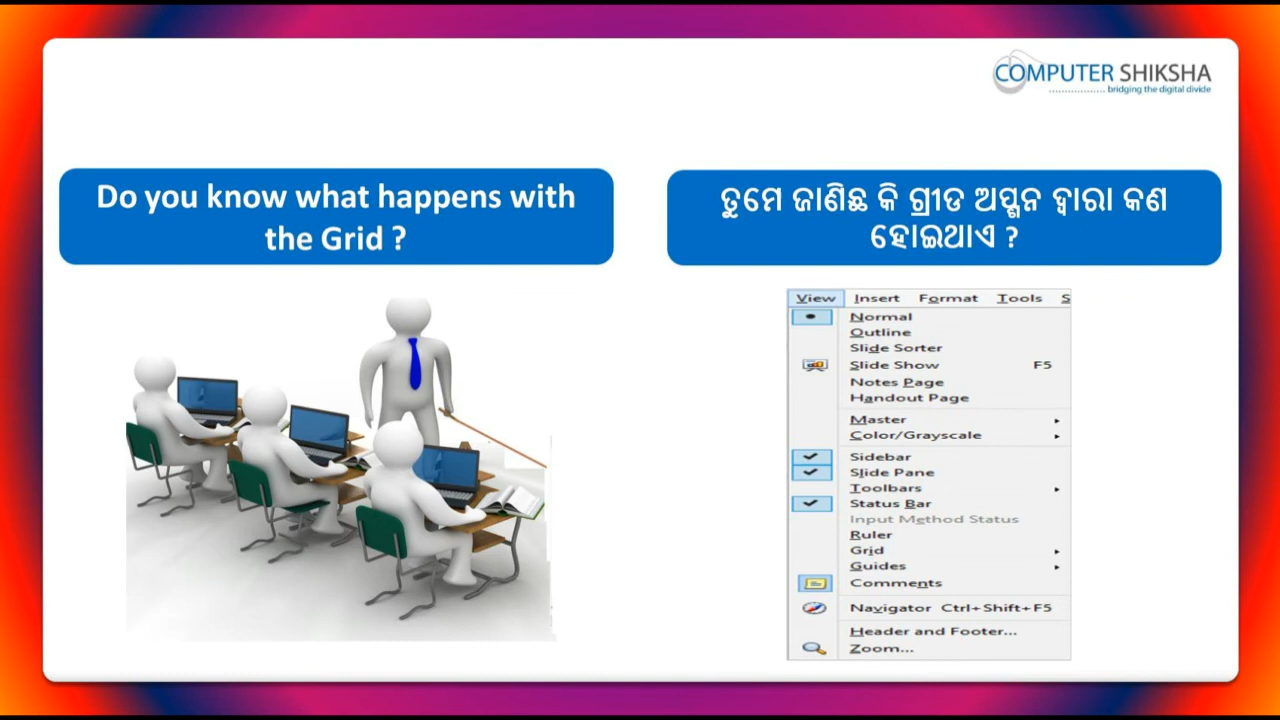 COMPUTER SHIKSHA
bridging the digital divide
Do you know what happens with
the Grid ?
ତୁମେ ଜାଣିଛ କି ଗ୍ରୀଡ ଅପ୍ସନ ଦ୍ଵାରା କଣ
ହୋଇଥାଏ ?
View Insert Format Tools S
Normal
Outline
Slide Sorter
Slide Show F5
Notes Page
Handout Page
Master
Color/Grayscale
Sidebar
Slide Pane
Toolbars
Status Bar
Input Method Status
Ruler
Grid
Guides
Comments
Navigator Ctrl+Shift+F5
Header and Footer...
Zoom...